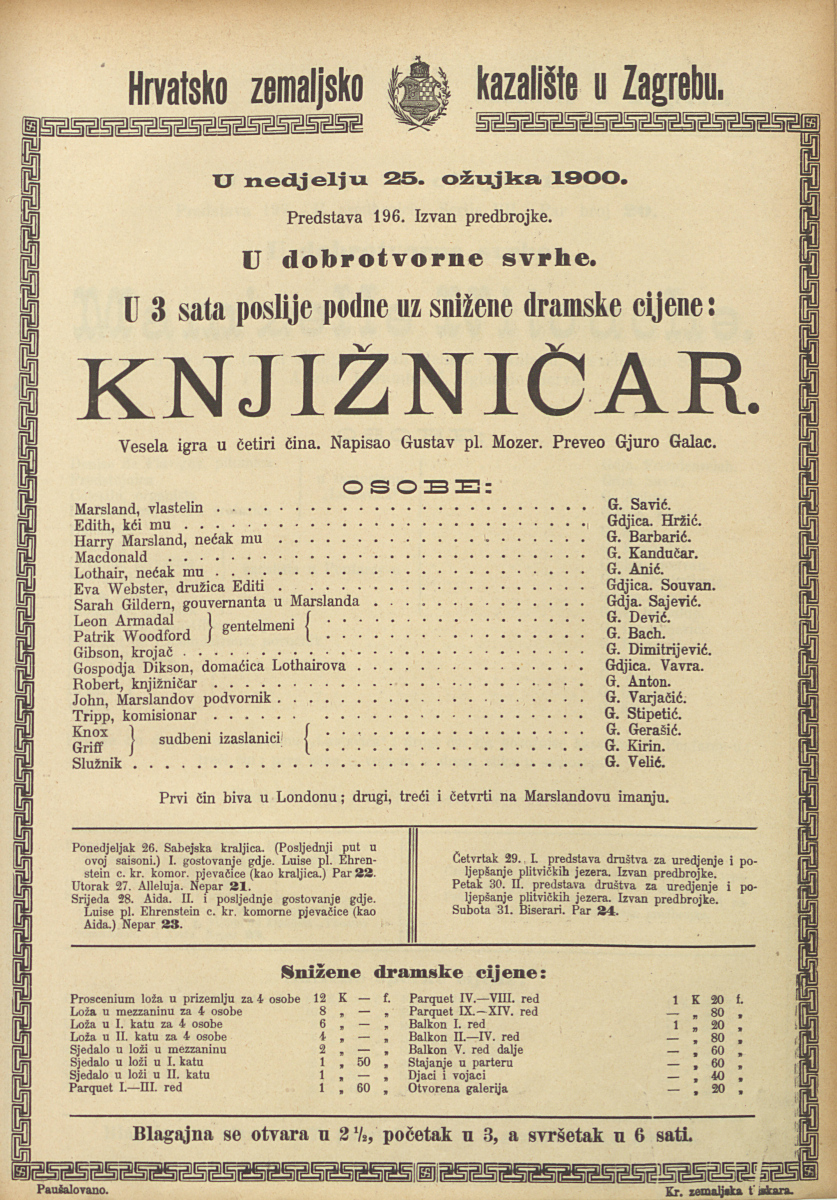 Hrvatsko zemaljsko kazalište u Zagrebu.
U nedjelju 25. ožujka 1900.
Predstava 196. Izvan predbrojke.
U dobrotvorne svrhe.
U 3 sata poslije podne uz snižene dramske cijene:
KNJIŽNIČAR.
Vesela igra u četiri čina. Napisao Gustav pl. Mozer. Preveo Gjuro Galac.
OSOBE:
Marsland, vlastelin . . . G. Savić.
Edith, kći mu . . . Gdjica. Hržić.
Harry Marsland, nećak mu . . . G. Barbarić.
Macdonald . . . G. Kandučar.
Lothair, nećak mu . . . G. Anić.
Eva Webster, družica Editi . . . Gdjica. Souvan.
Sarah Gildern, gouvernanta u Marslanda . . . Gdja. Sajević.
Leon Armadal } gentelmeni { . . . G. Dević.
Patrik Woodford } { . . . G. Bach.
Gibson, krojač . . . G. Dimitrijević.
Gospodja Dikson, domaćica Lothairova . . . Gdjica. Vavra.
Robert, knjižničar . . . G. Anton.
John, Marslandov podvornik . . . G. Varjačić.
Tripp, komisionar . . . G. Stipetić.
Knox } sudbeni izaslanici { . . . G. Gerašić.
Griff } { . . . G. Kirin.
Služnik . . . G. Velić.
Prvi čin biva u Londonu; drugi, treći i četvrti na Marslandovu imanju.
Ponedjeljak 26. Sabejska kraljica. (Posljednji put u
ovoj saisoni.) I. gostovanje gdje. Luise pl. Ehren-
stein c. kr. komor. pjevačice (kao kraljica.) Par 22.
Utorak 27. Alleluja. Nepar 21.
Srijeda 28. Aida. II. i posljednje gostovanje gdje.
Luise pl. Ehrenstein c. kr. komorne pjevačice (kao
Aida.) Nepar 23.
Četvrtak 29. I. predstava društva za uredjenje i po-
ljepšanje plitvičkih jezera. Izvan predbrojke.
Petak 30. II. predstava društva za uredjenje i po-
ljepšanje plitvičkih jezera. Izvan predbrojke.
Subota 31. Biserari. Par 24.
Snižene dramske cijene:
Proscenium loža u prizemlju za 4 osobe 12 K — f.
Loža u mezzaninu za 4 osobe 8 „ — „
Loža u I. katu za 4 osobe 6 „ — „
Loža u II. katu za 4 osobe 4 „ — „
Sjedalo u loži u mezzaninu 2 „ — „
Sjedalo u loži u I. katu 1 „ 50 „
Sjedalo u loži u II. katu 1 „ — „
Parquet I.—III. red 1 „ 60 „
Parquet IV.—VIII. red 1 K 20 f.
Parquet IX.—XIV. red — „ 80 „
Balkon I. red 1 „ 20 „
Balkon II.—IV. red — „ 80 „
Balkon V. red dalje — „ 60 „
Stajanje u parteru — „ 60 „
Djaci i vojaci — „ 40 „
Otvorena galerija — „ 20 „
Blagajna se otvara u 2 1/2, početak u 3, a svršetak u 6 sati.
Paušalovano.
Kr. zemaljska tiskara.